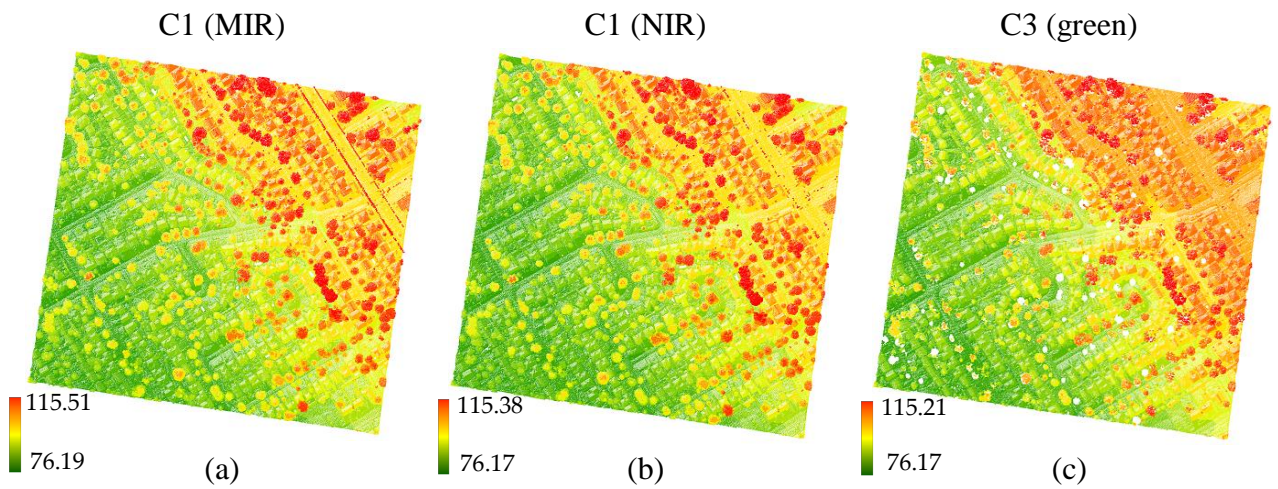 C1 (MIR)
C1 (NIR)
C3 (green)
115.51
76.19
115.38
76.17
115.21
76.17
(a)
(b)
(c)